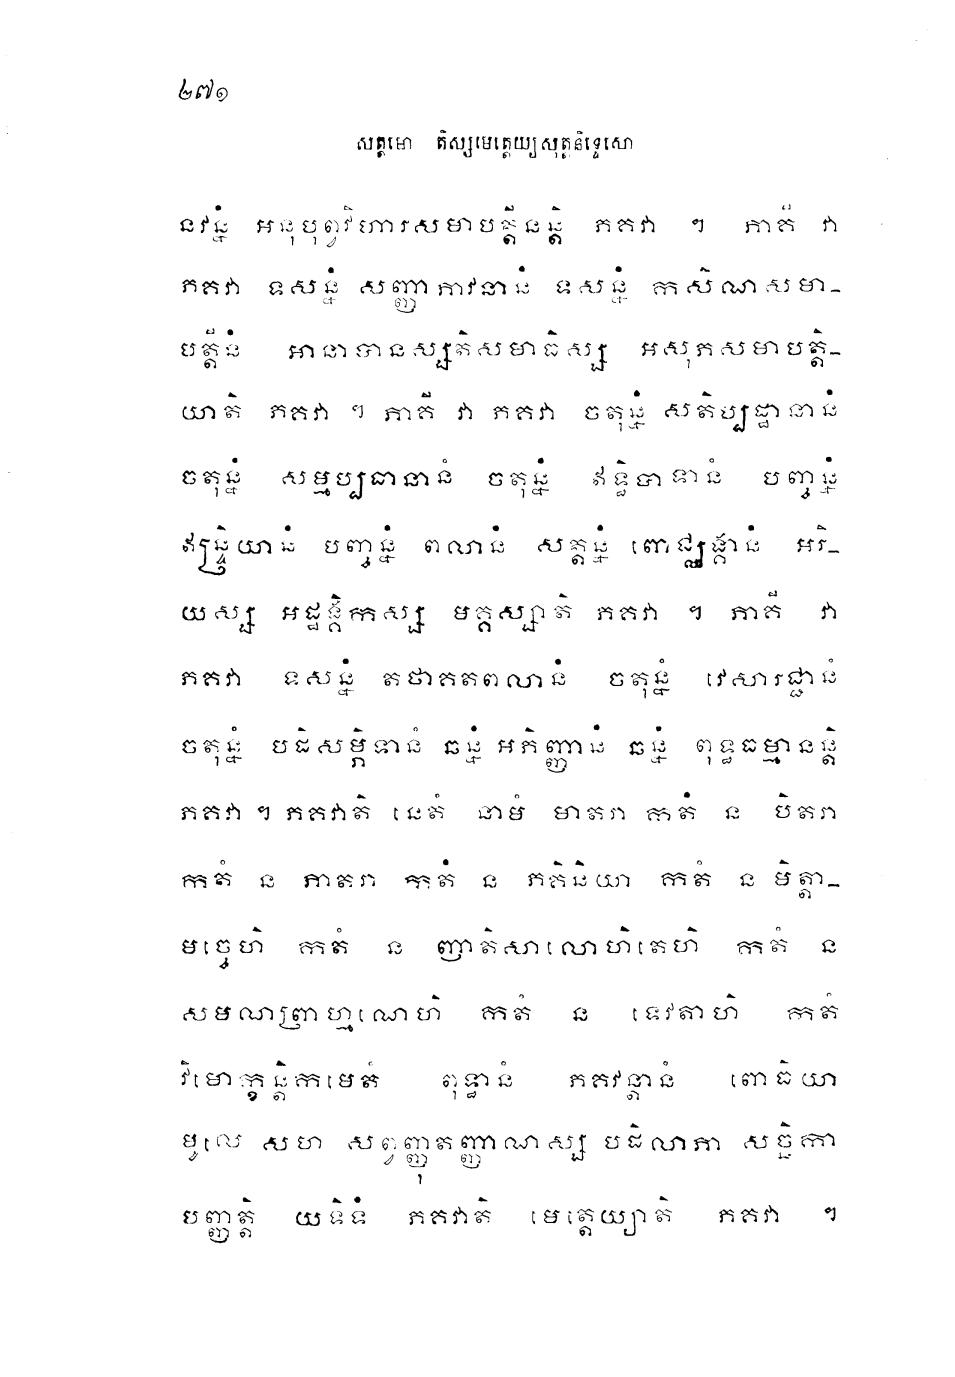 ២៧១
សត្តមោ តិស្សមេត្តេយ្យសុត្តនិទ្ទេសោ
នវន្នំ អនុបុព្វវិហារសមាបត្តីនន្តិ ភគវា ។ ភាគី វា
ភគវា ទសន្នំ សញ្ញាភាវនានំ ទសន្នំ កសិណសមា-
បត្តីនំ អានាទានស្សតិសមាធិស្ស អសុភសមាបត្តិ-
យាតិ ភគវា ។ ភាគី វា ភគវា ចតុន្នំ សតិប្បដ្ឋានានំ
ចតុន្នំ សម្មប្បធានានំ ចតុន្នំ ឥទ្ធិបាទានំ បញ្ចន្នំ
ឥន្ទ្រិយានំ បញ្ចន្នំ ពលានំ សត្តន្នំ ពោជ្ឈង្គានំ អរិ-
យស្ស អដ្ឋង្គិកស្ស មគ្គស្សាតិ ភគវា ។ ភាគី វា
ភគវា ទសន្នំ តថាគតពលានំ ចតុន្នំ វេសារជ្ជានំ
ចតុន្នំ បដិសម្ភិទានំ ឆន្នំ អភិញ្ញានំ ឆន្នំ ពុទ្ធធម្មានន្តិ
ភគវា ។ ភគវាតិ នេតំ នាមំ មាតរា កតំ ន បិតរា
កតំ ន ភាតរា កតំ ន ភគិនិយា កតំ ន មិត្តា-
មច្ចេហិ កតំ ន ញាតិសាលោហិតេហិ កតំ ន
សមណព្រាហ្មណេហិ កតំ ន ទេវតាហិ កតំ
វិមោក្ខន្តិកមេតំ ពុទ្ធានំ ភគវន្តានំ ពោធិយា
មូលេ សហ សព្វញ្ញុតញ្ញាណស្ស បដិលាភា សច្ឆិកា
បញ្ញត្តិ យទិទំ ភគវាតិ មេត្តេយ្យាតិ ភគវា ។